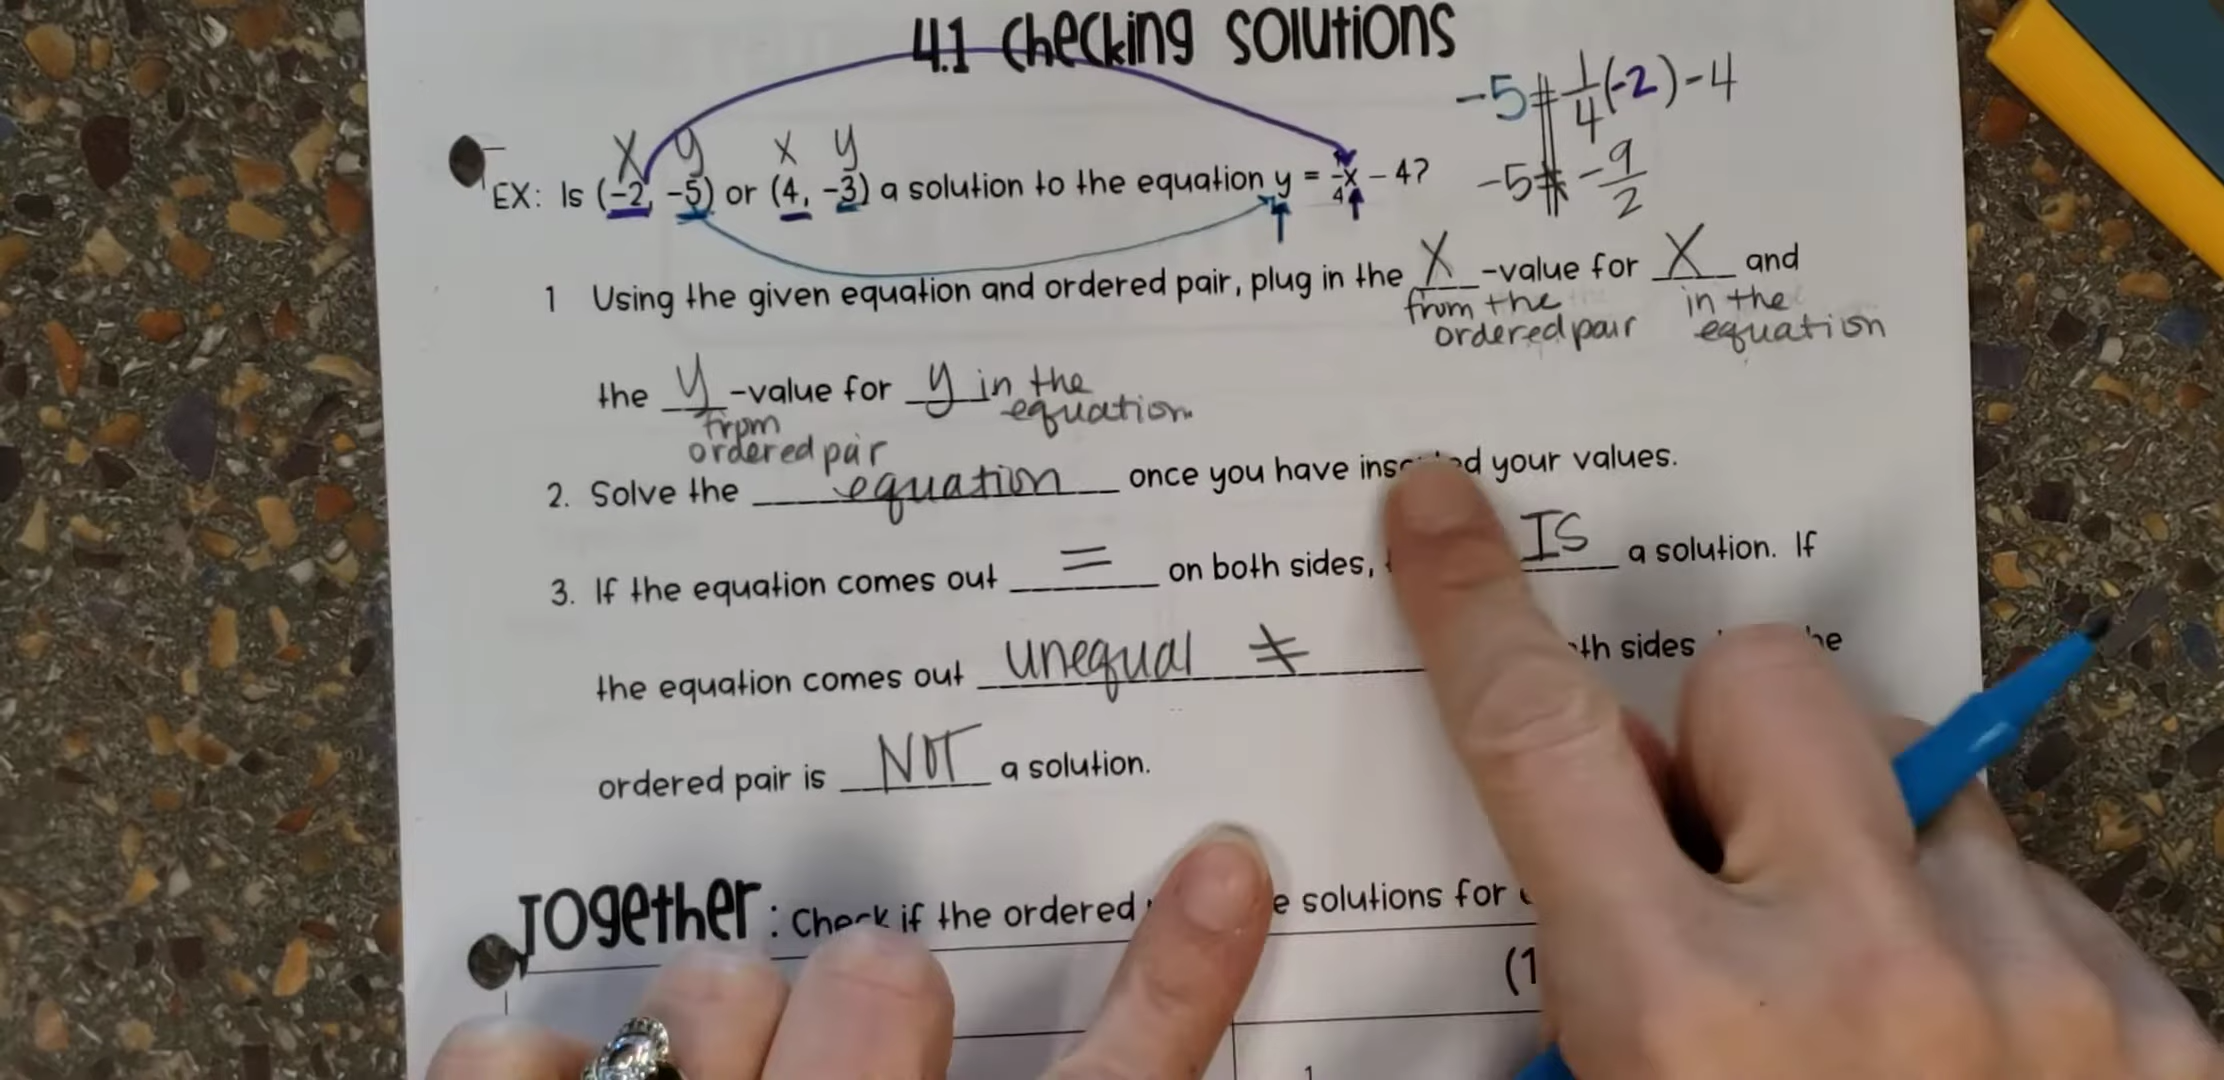 4.1 Checking Solutions
-5 ≠ 1/4(-2) - 4
-5 ≠ -9/2
x y x y
EX: Is (-2, -5) or (4, -3) a solution to the equation y = 1/4x - 4?
1 Using the given equation and ordered pair, plug in the X -value for X and
from the ordered pair in the equation
the y -value for y in the equation
from ordered pair
2. Solve the equation once you have your values.
3. If the equation comes out = on both sides, IS a solution. If
the equation comes out unequal ≠ sides
ordered pair is NOT a solution.
Together: Check if the ordered solutions for
(1
1